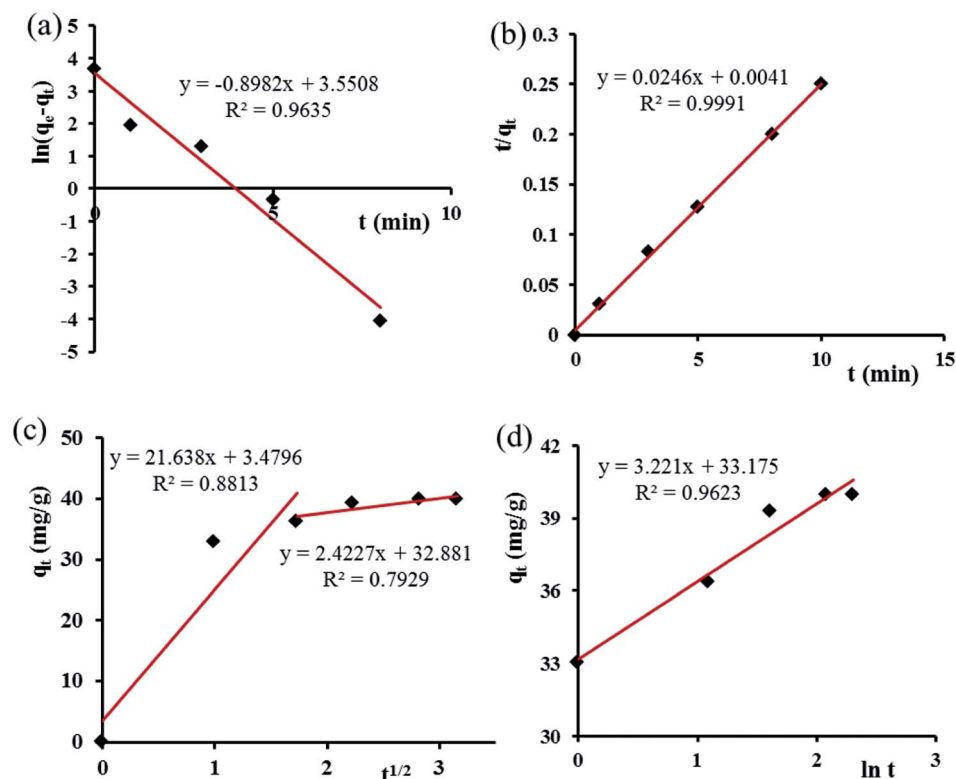 (a)
5
4
3
2
1
0
-1
-2
-3
-4
-5
ln(qₑ-qₜ)
y = -0.8982x + 3.5508
R² = 0.9635
0
5
10
t (min)
(b)
0.3
0.25
0.2
0.15
0.1
0.05
0
t/qₜ
y = 0.0246x + 0.0041
R² = 0.9991
0
5
10
15
t (min)
(c)
50
40
30
20
10
0
qₜ (mg/g)
y = 21.638x + 3.4796
R² = 0.8813
y = 2.4227x + 32.881
R² = 0.7929
0
1
2
3
t¹/²
(d)
42
39
36
33
30
qₜ (mg/g)
y = 3.221x + 33.175
R² = 0.9623
0
1
2
3
ln t